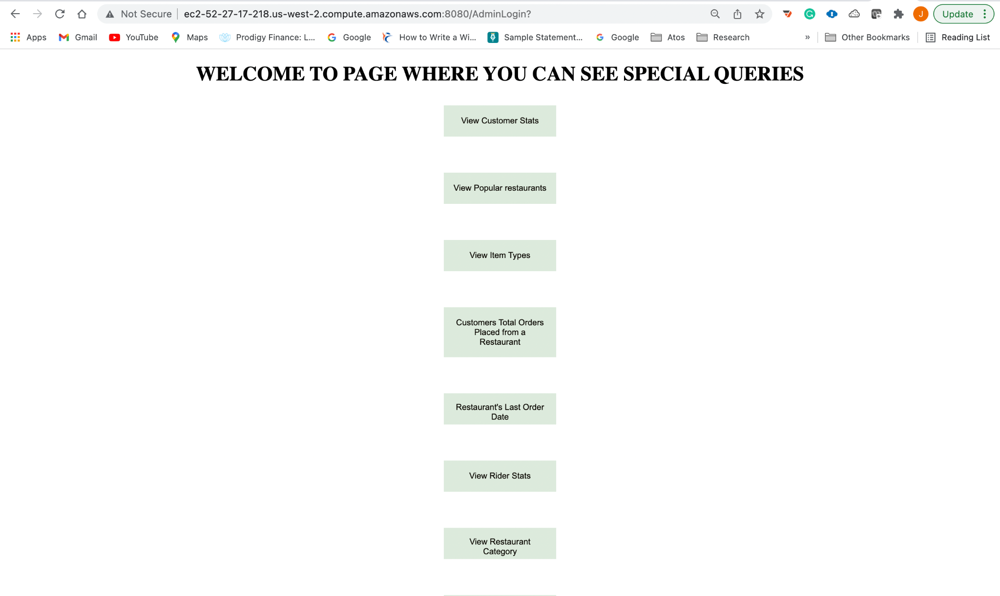 Not Secure ec2-52-27-17-218.us-west-2.compute.amazonaws.com:8080/AdminLogin? J Update
Apps Gmail YouTube Maps Prodigy Finance: L... Google How to Write a Wi... Sample Statement... Google Atos Research » Other Bookmarks Reading List
WELCOME TO PAGE WHERE YOU CAN SEE SPECIAL QUERIES
View Customer Stats
View Popular restaurants
View Item Types
Customers Total Orders
Placed from a
Restaurant
Restaurant's Last Order
Date
View Rider Stats
View Restaurant
Category